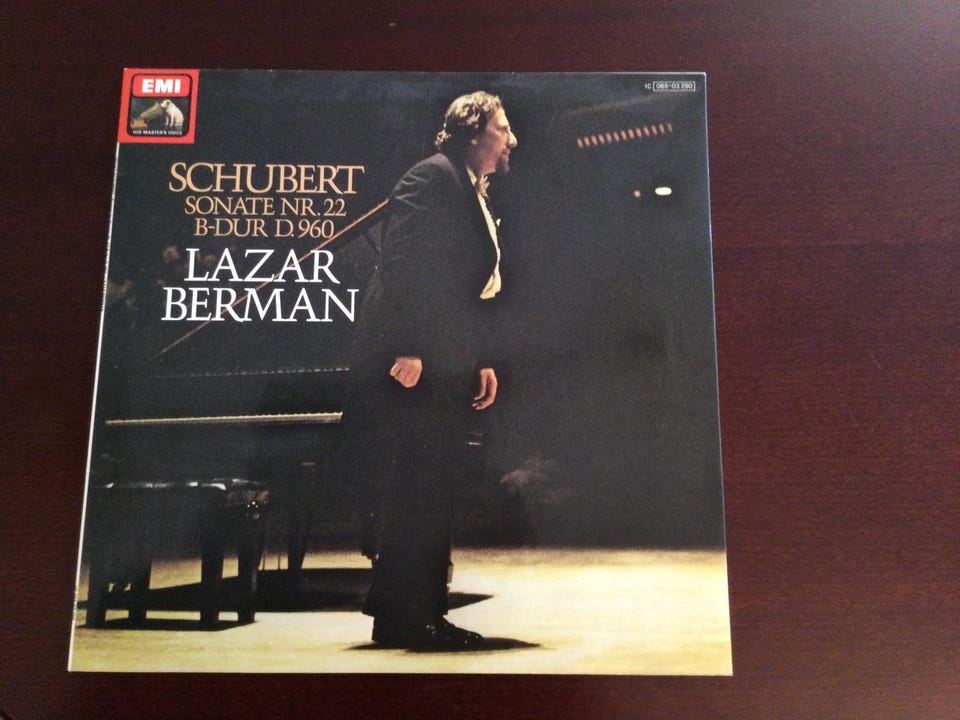 EMI
HIS MASTER'S VOICE
1C 065-03 290
SCHUBERT
SONATE NR. 22
B-DUR D. 960
LAZAR
BERMAN